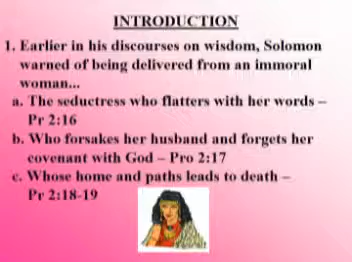 INTRODUCTION
1. Earlier in his discourses on wisdom, Solomon
warned of being delivered from an immoral
woman...
a. The seductress who flatters with her words –
Pr 2:16
b. Who forsakes her husband and forgets her
covenant with God – Pro 2:17
c. Whose home and paths leads to death –
Pr 2:18-19